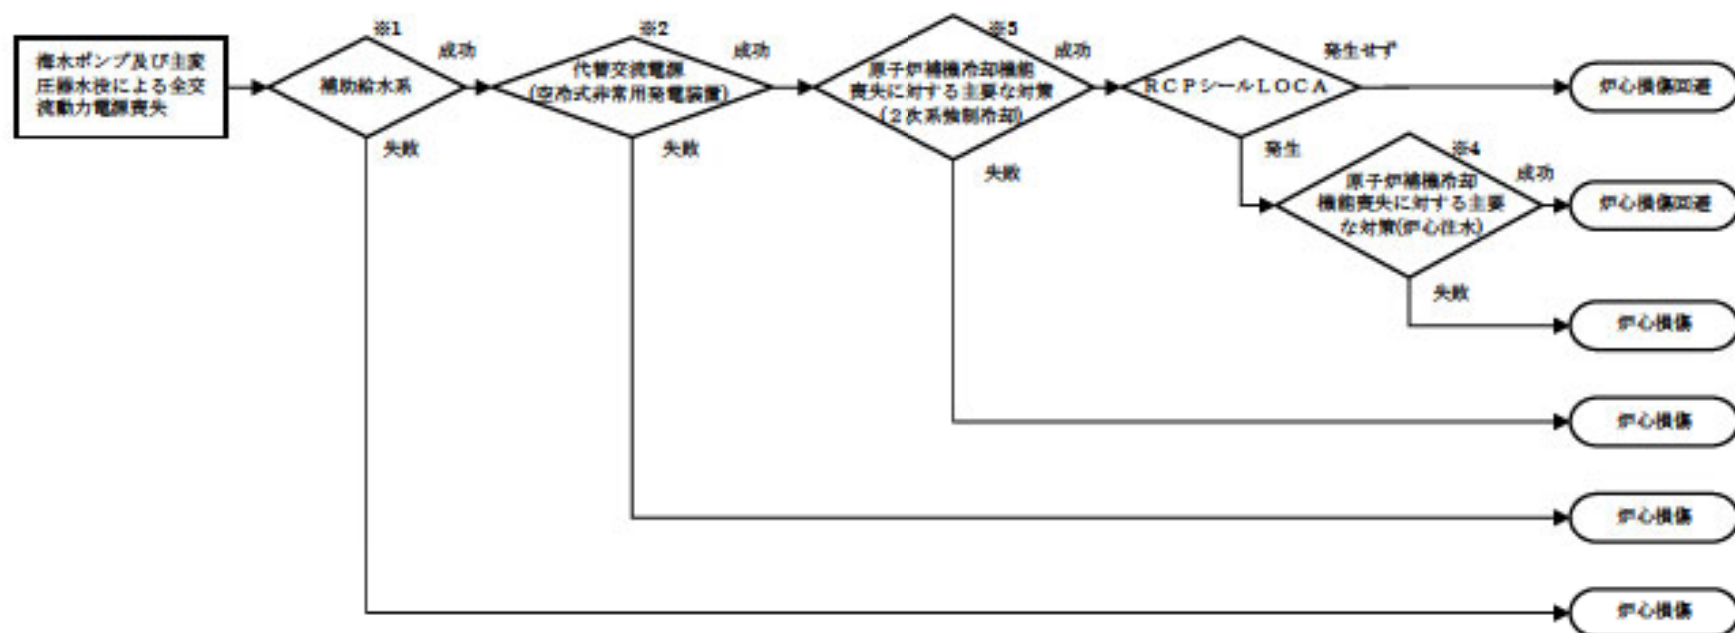 海水ポンプ及び主変
圧器水没による全交
流動力電源喪失
※1
補助給水系
成功
失敗
※2
代替交流電源
(空冷式非常用発電装置)
成功
失敗
※3
原子炉補機冷却機能
喪失に対する主要な対策
(2次系強制冷却)
成功
失敗
RCPシールLOCA
発生せず
発生
※4
原子炉補機冷却
機能喪失に対する主要
な対策(炉心注水)
成功
失敗
炉心損傷回避
炉心損傷回避
炉心損傷
炉心損傷
炉心損傷
炉心損傷